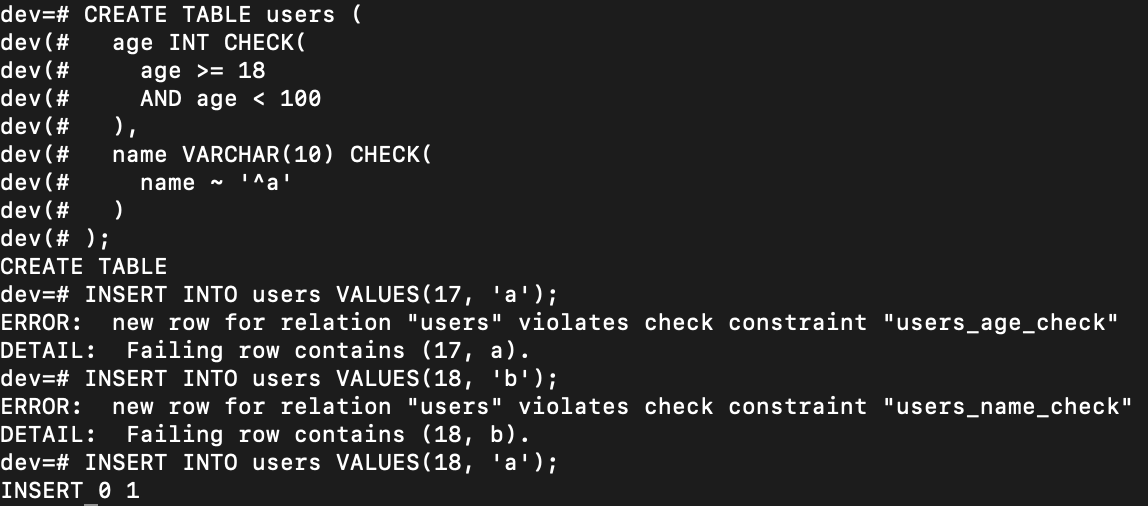 dev=# CREATE TABLE users (
dev(#   age INT CHECK(
dev(#     age >= 18
dev(#     AND age < 100
dev(#   ),
dev(#   name VARCHAR(10) CHECK(
dev(#     name ~ '^a'
dev(#   )
dev(# );
CREATE TABLE
dev=# INSERT INTO users VALUES(17, 'a');
ERROR:  new row for relation "users" violates check constraint "users_age_check"
DETAIL:  Failing row contains (17, a).
dev=# INSERT INTO users VALUES(18, 'b');
ERROR:  new row for relation "users" violates check constraint "users_name_check"
DETAIL:  Failing row contains (18, b).
dev=# INSERT INTO users VALUES(18, 'a');
INSERT 0 1